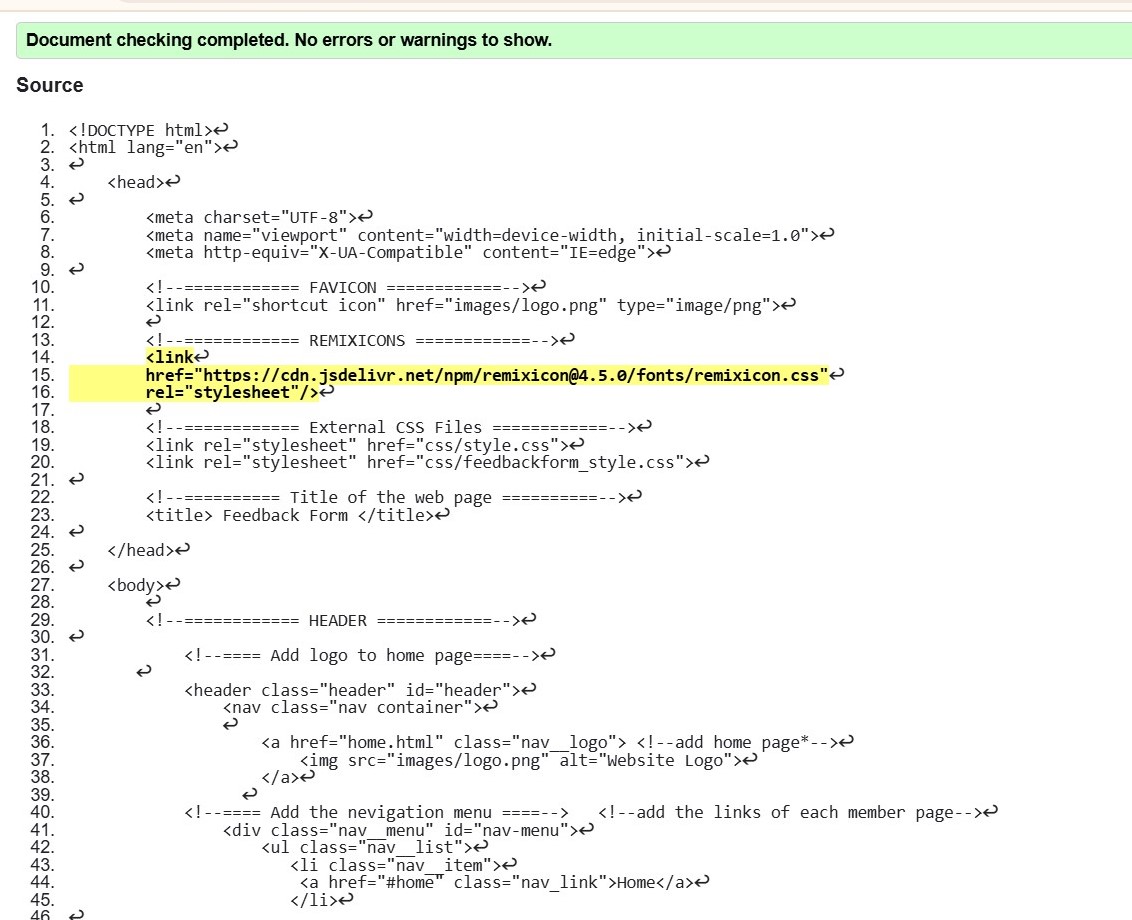 Document checking completed. No errors or warnings to show.
Source
1. <!DOCTYPE html>↩
2. <html lang="en">↩
3. ↩
4. <head>↩
5. ↩
6. <meta charset="UTF-8">↩
7. <meta name="viewport" content="width=device-width, initial-scale=1.0">↩
8. <meta http-equiv="X-UA-Compatible" content="IE=edge">↩
9. ↩
10. <!--============ FAVICON ============-->↩
11. <link rel="shortcut icon" href="images/logo.png" type="image/png">↩
12. ↩
13. <!--============ REMIXICONS ============-->↩
14. <link↩
15. href="https://cdn.jsdelivr.net/npm/remixicon@4.5.0/fonts/remixicon.css"↩
16. rel="stylesheet"/>↩
17. ↩
18. <!--============ External CSS Files ============-->↩
19. <link rel="stylesheet" href="css/style.css">↩
20. <link rel="stylesheet" href="css/feedbackform_style.css">↩
21. ↩
22. <!--========== Title of the web page ==========-->↩
23. <title> Feedback Form </title>↩
24. ↩
25. </head>↩
26. ↩
27. <body>↩
28. ↩
29. <!--============ HEADER ============-->↩
30. ↩
31. <!--==== Add logo to home page====-->↩
32. ↩
33. <header class="header" id="header">↩
34. <nav class="nav container">↩
35. ↩
36. <a href="home.html" class="nav__logo"> <!--add home page*-->↩
37. <img src="images/logo.png" alt="Website Logo">↩
38. </a>↩
39. ↩
40. <!--==== Add the nevigation menu ====--> <!--add the links of each member page-->↩
41. <div class="nav__menu" id="nav-menu">↩
42. <ul class="nav__list">↩
43. <li class="nav__item">↩
44. <a href="#home" class="nav_link">Home</a>↩
45. </li>↩
46. ↩